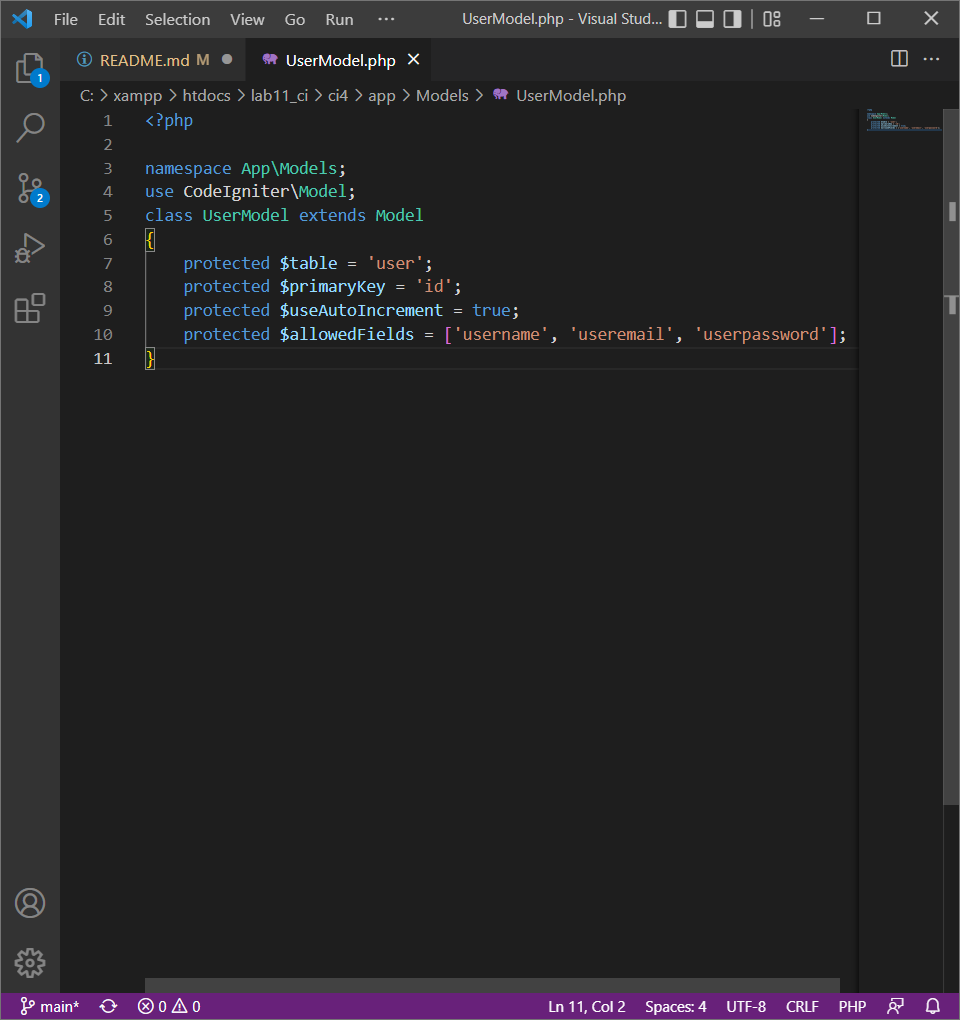 File Edit Selection View Go Run ··· UserModel.php - Visual Stud...
README.md M UserModel.php
C: > xampp > htdocs > lab11_ci > ci4 > app > Models > UserModel.php
1 <?php
2
3 namespace App\Models;
4 use CodeIgniter\Model;
5 class UserModel extends Model
6 {
7     protected $table = 'user';
8     protected $primaryKey = 'id';
9     protected $useAutoIncrement = true;
10     protected $allowedFields = ['username', 'useremail', 'userpassword'];
11 }
1
2
main* 0 0 Ln 11, Col 2 Spaces: 4 UTF-8 CRLF PHP